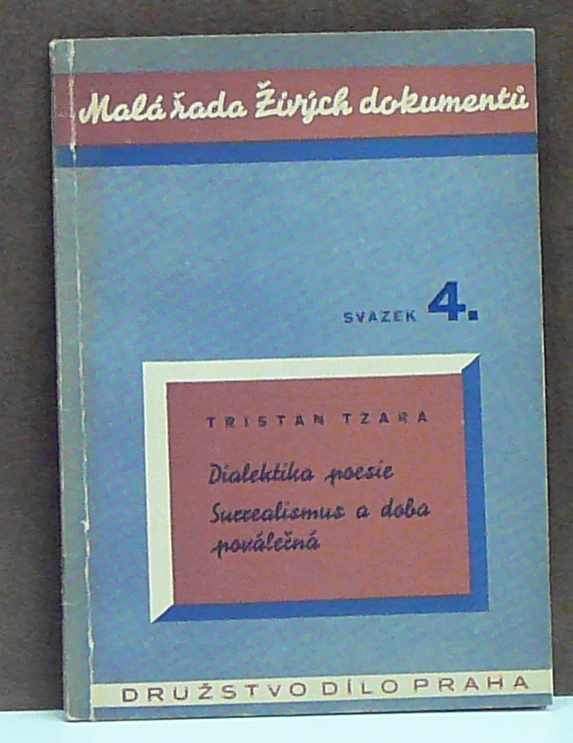 Malá řada Živých dokumentů
SVAZEK 4.
TRISTAN TZARA
Dialektika poesie
Surrealismus a doba
poválečná
DRUŽSTVO DÍLO PRAHA